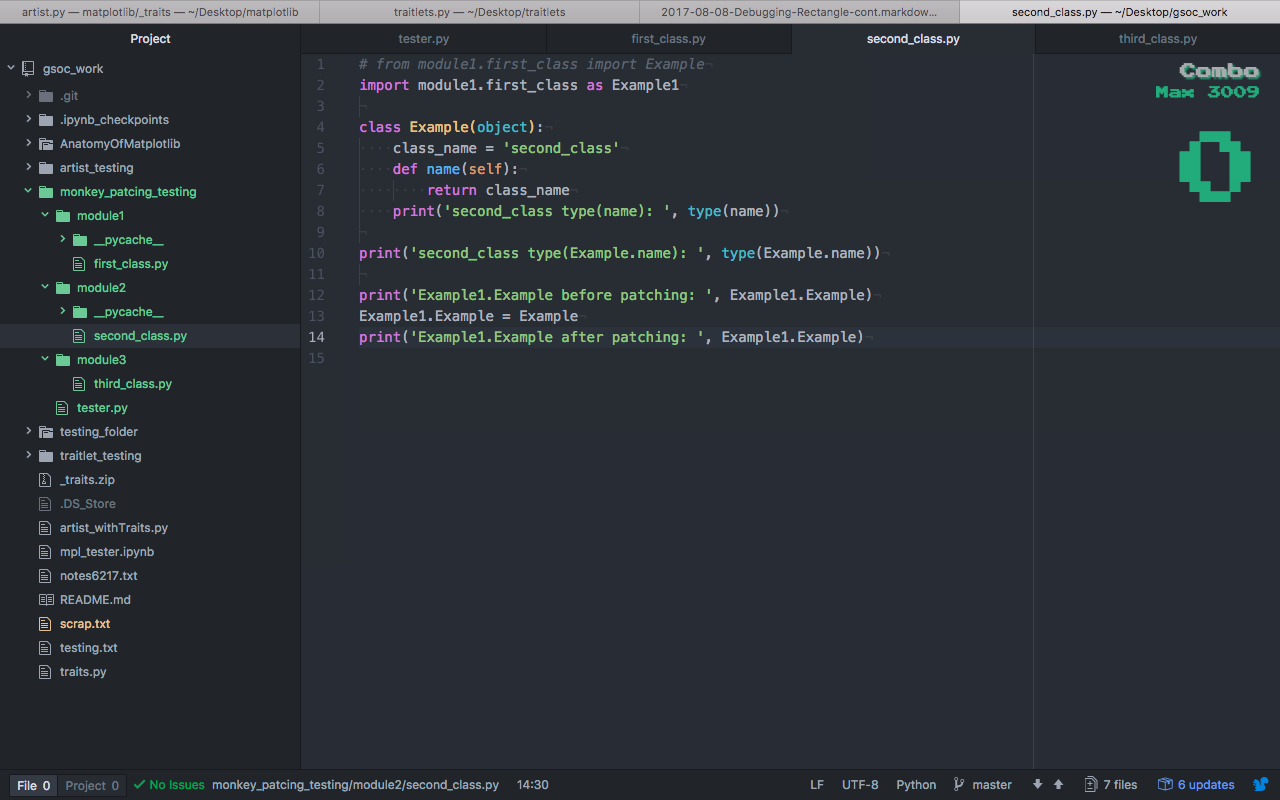 artist.py — matplotlib/_traits — ~/Desktop/matplotlib
traitlets.py — ~/Desktop/traitlets
2017-08-08-Debugging-Rectangle-cont.markdow...
second_class.py — ~/Desktop/gsoc_work
Project
gsoc_work
.git
.ipynb_checkpoints
AnatomyOfMatplotlib
artist_testing
monkey_patcing_testing
module1
__pycache__
first_class.py
module2
__pycache__
second_class.py
module3
third_class.py
tester.py
testing_folder
traitlet_testing
_traits.zip
.DS_Store
artist_withTraits.py
mpl_tester.ipynb
notes6217.txt
README.md
scrap.txt
testing.txt
traits.py
tester.py
first_class.py
second_class.py
third_class.py
1 # from module1.first_class import Example
2 import module1.first_class as Example1
3
4 class Example(object):
5 class_name = 'second_class'
6 def name(self):
7 return class_name
8 print('second_class type(name): ', type(name))
9
10 print('second_class type(Example.name): ', type(Example.name))
11
12 print('Example1.Example before patching: ', Example1.Example)
13 Example1.Example = Example
14 print('Example1.Example after patching: ', Example1.Example)
15
Combo
Max 3009
0
File 0
Project 0
No Issues
monkey_patcing_testing/module2/second_class.py
14:30
LF
UTF-8
Python
master
7 files
6 updates